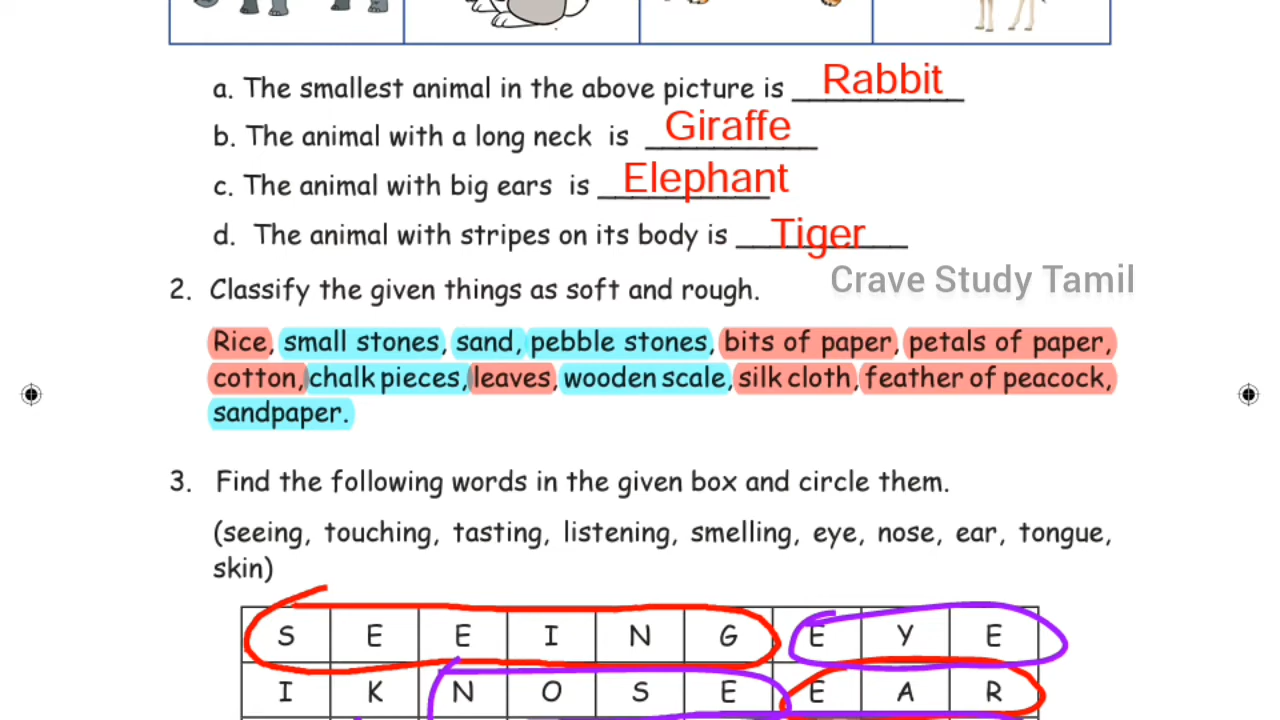 a. The smallest animal in the above picture is __________ Rabbit
b. The animal with a long neck is __________ Giraffe
c. The animal with big ears is __________ Elephant
d. The animal with stripes on its body is __________ Tiger
Crave Study Tamil
2. Classify the given things as soft and rough.
Rice, small stones, sand, pebble stones, bits of paper, petals of paper,
cotton, chalk pieces, leaves, wooden scale, silk cloth, feather of peacock,
sandpaper.
3. Find the following words in the given box and circle them.
(seeing, touching, tasting, listening, smelling, eye, nose, ear, tongue,
skin)
S E E I N G E Y E
I K N O S E E A R